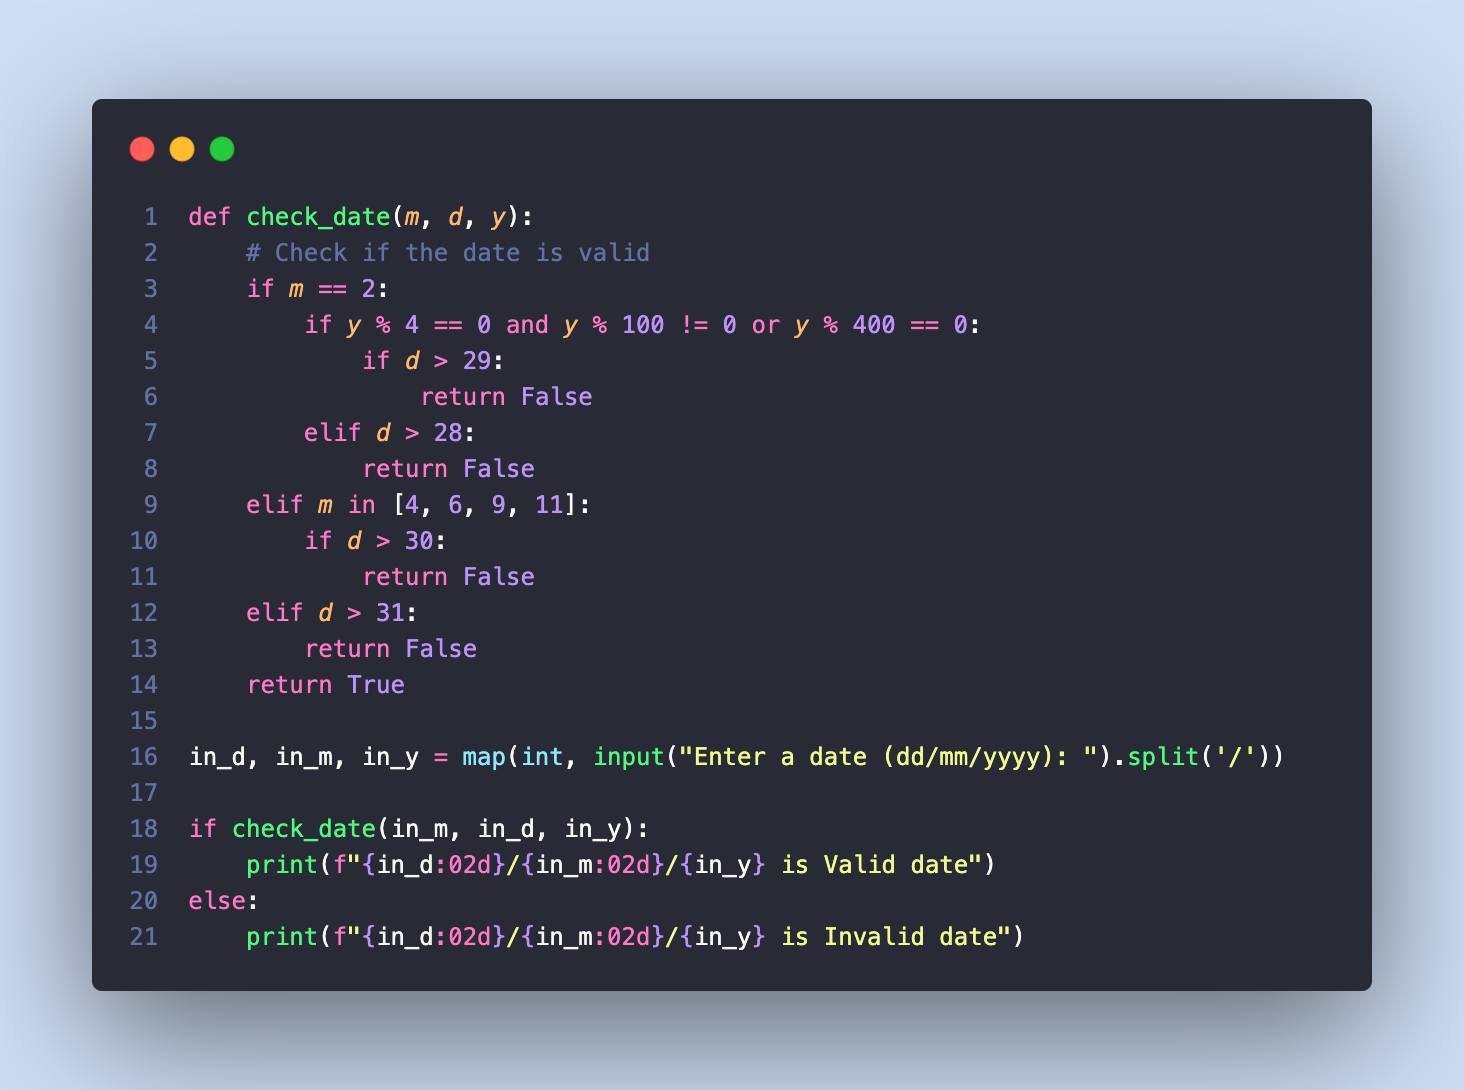 1 def check_date(m, d, y):
2     # Check if the date is valid
3     if m == 2:
4         if y % 4 == 0 and y % 100 != 0 or y % 400 == 0:
5             if d > 29:
6                 return False
7         elif d > 28:
8             return False
9     elif m in [4, 6, 9, 11]:
10         if d > 30:
11             return False
12     elif d > 31:
13         return False
14     return True
15
16 in_d, in_m, in_y = map(int, input("Enter a date (dd/mm/yyyy): ").split('/'))
17
18 if check_date(in_m, in_d, in_y):
19     print(f"{in_d:02d}/{in_m:02d}/{in_y} is Valid date")
20 else:
21     print(f"{in_d:02d}/{in_m:02d}/{in_y} is Invalid date")